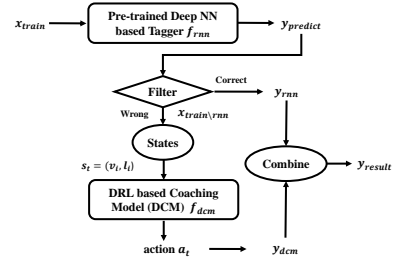 x_train
Pre-trained Deep NN
based Tagger f_rnn
y_predict
Filter
Correct
y_rnn
Wrong
x_train\rnn
States
Combine
y_result
s_t = (v_i, l_i)
DRL based Coaching
Model (DCM) f_dcm
action a_t
y_dcm